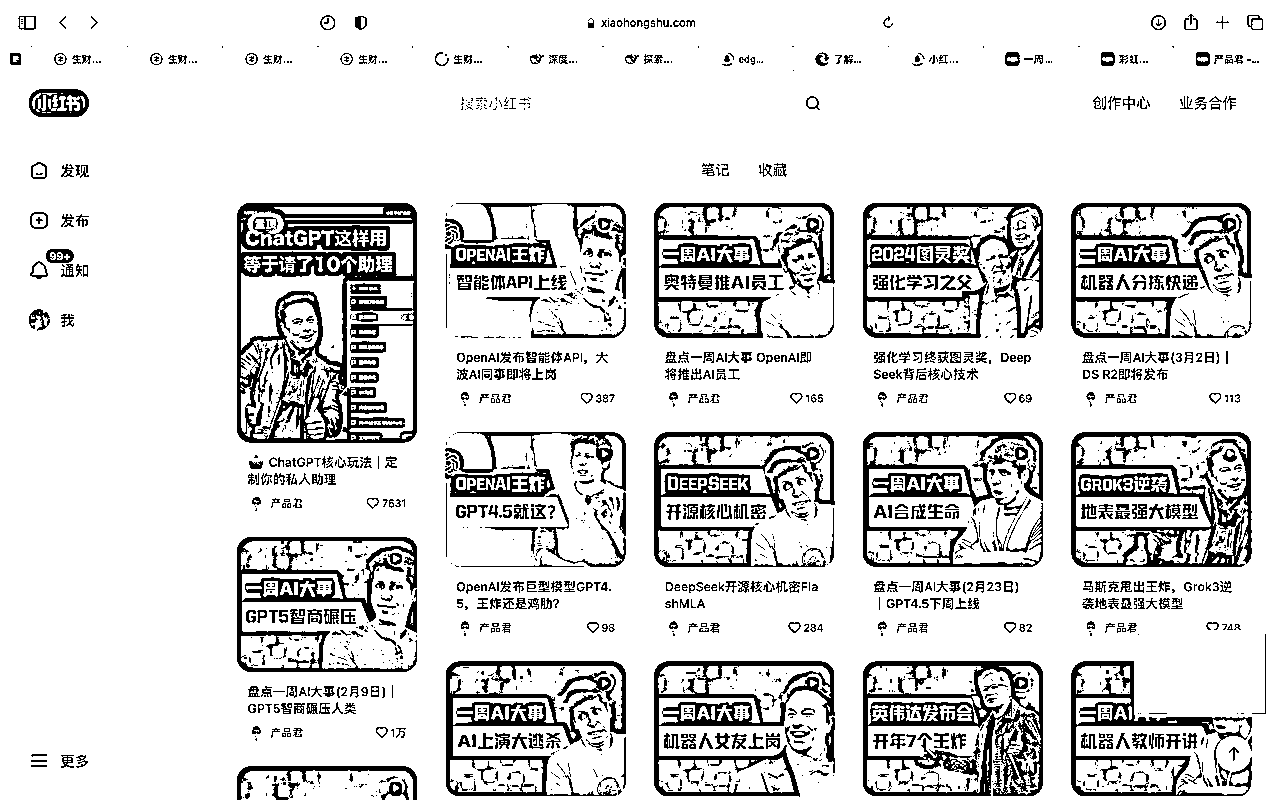 xiaohongshu.com
生财...
生财...
生财...
生财...
生财...
深度...
探索...
edg...
了解...
小红...
一周...
彩虹...
产品君 -...
小红书
搜索小红书
创作中心
业务合作
发现
发布
99+
通知
我
更多
笔记
收藏
置顶
ChatGPT这样用
等于请了10个助理
ChatGPT核心玩法｜定
制你的私人助理
产品君
7631
OPENAI王炸
智能体API上线
OpenAI发布智能体API，大
波AI同事即将上岗
产品君
387
一周AI大事
奥特曼推AI员工
盘点一周AI大事 OpenAI即
将推出AI员工
产品君
165
2024图灵奖
强化学习之父
强化学习终获图灵奖，Deep
Seek背后核心技术
产品君
69
一周AI大事
机器人分拣快递
盘点一周AI大事(3月2日)｜
DS R2即将发布
产品君
113
OPENAI王炸
GPT4.5就这？
OpenAI发布巨型模型GPT4.
5，王炸还是鸡肋？
产品君
98
DEEPSEEK
开源核心机密
DeepSeek开源核心机密Fla
shMLA
产品君
284
一周AI大事
AI合成生命
盘点一周AI大事(2月23日)
｜GPT4.5下周上线
产品君
82
GROK3逆袭
地表最强大模型
马斯克甩出王炸，Grok3逆
袭地表最强大模型
产品君
748
一周AI大事
GPT5智商碾压
盘点一周AI大事(2月9日)｜
GPT5智商碾压人类
产品君
1万
一周AI大事
AI上演大逃杀
一周AI大事
机器人女友上岗
英伟达发布会
开年7个王炸
一周AI大事
机器人教师开讲